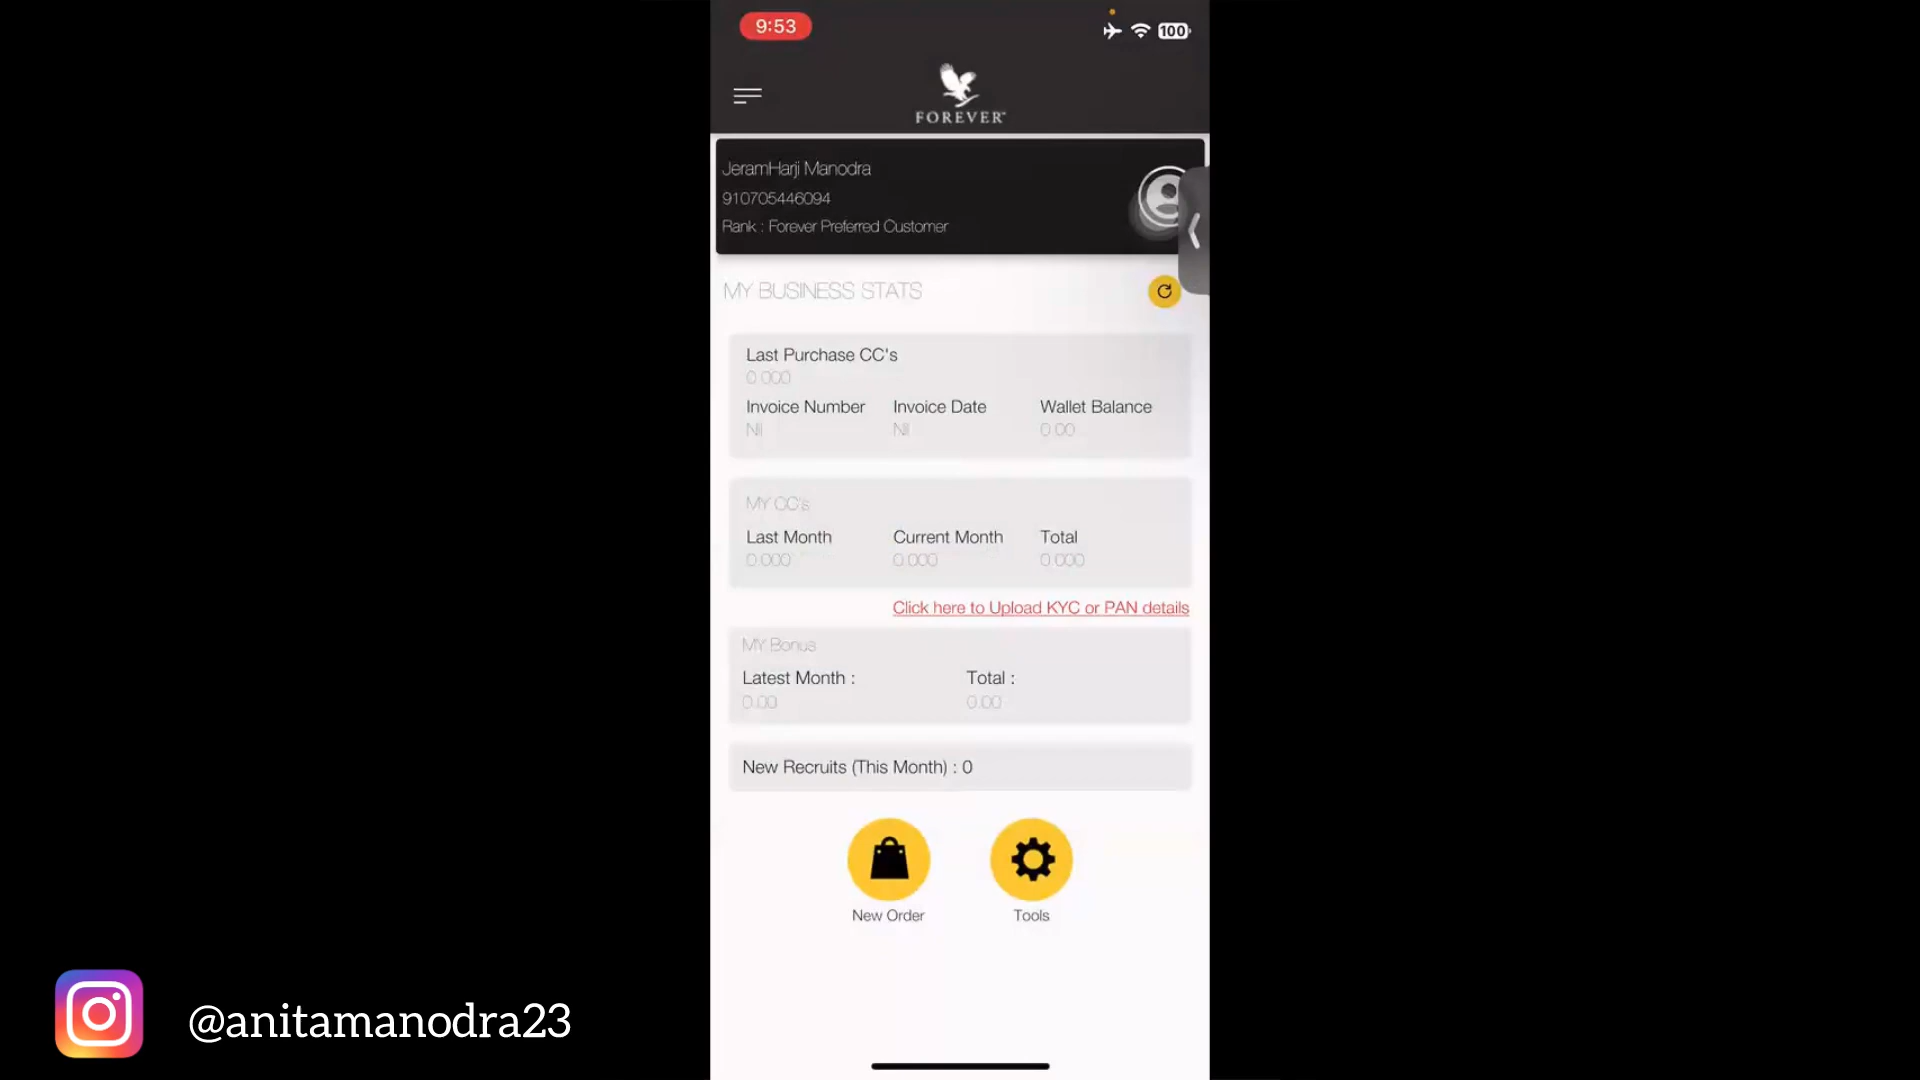 9:53
100
FOREVER
JeramHarji Manodra
910705446094
Rank : Forever Preferred Customer
MY BUSINESS STATS
Last Purchase CC's
0.000
Invoice Number Invoice Date Wallet Balance
Nil Nil 0.00
MY CC's
Last Month Current Month Total
0.000 0.000 0.000
Click here to Upload KYC or PAN details
MY Bonus
Latest Month : Total :
0.00 0.00
New Recruits (This Month) : 0
New Order Tools
@anitamanodra23